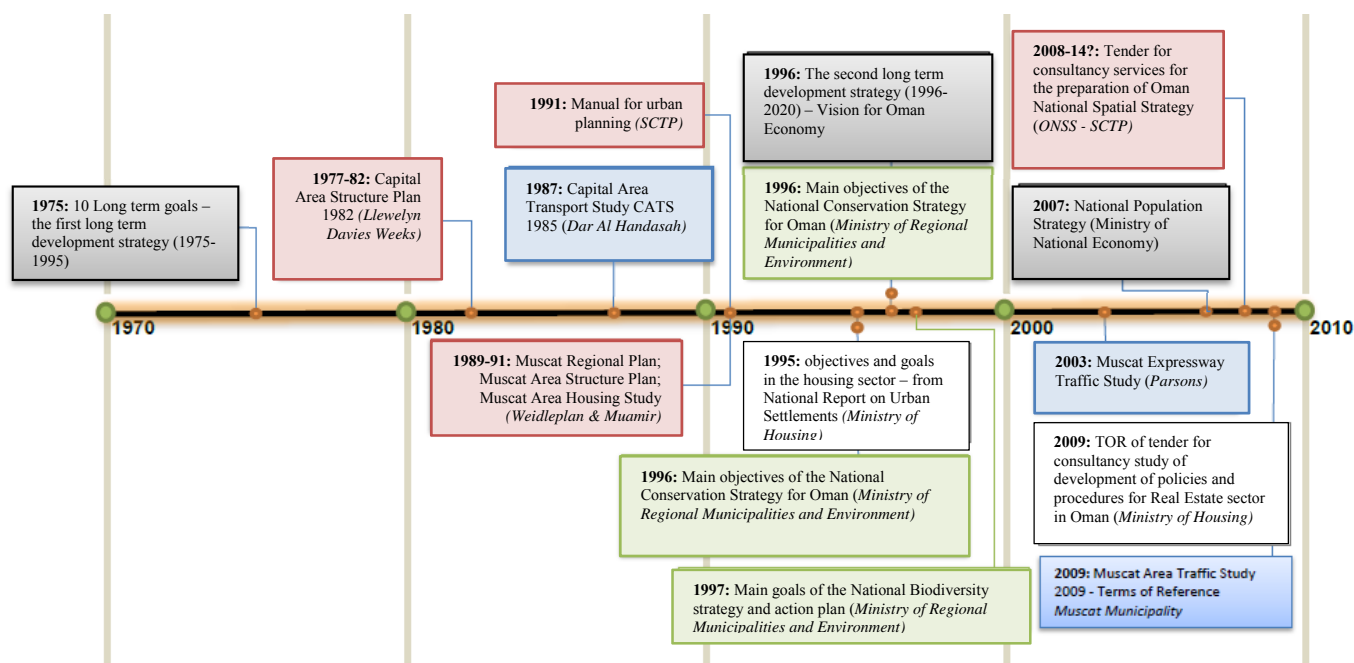 1975: 10 Long term goals –
the first long term
development strategy (1975-
1995)
1977-82: Capital
Area Structure Plan
1982 (Llewelyn
Davies Weeks)
1991: Manual for urban
planning (SCTP)
1987: Capital Area
Transport Study CATS
1985 (Dar Al Handasah)
1996: The second long term
development strategy (1996-
2020) – Vision for Oman
Economy
1996: Main objectives of the
National Conservation Strategy
for Oman (Ministry of Regional
Municipalities and
Environment)
2008-14?: Tender for
consultancy services for
the preparation of Oman
National Spatial Strategy
(ONSS - SCTP)
2007: National Population
Strategy (Ministry of
National Economy)
1970
1980
1990
2000
2010
1989-91: Muscat Regional Plan;
Muscat Area Structure Plan;
Muscat Area Housing Study
(Weidleplan & Muamir)
1995: objectives and goals
in the housing sector – from
National Report on Urban
Settlements (Ministry of
Housing)
1996: Main objectives of the National
Conservation Strategy for Oman (Ministry of
Regional Municipalities and Environment)
1997: Main goals of the National Biodiversity
strategy and action plan (Ministry of Regional
Municipalities and Environment)
2003: Muscat Expressway
Traffic Study (Parsons)
2009: TOR of tender for
consultancy study of
development of policies and
procedures for Real Estate sector
in Oman (Ministry of Housing)
2009: Muscat Area Traffic Study
2009 - Terms of Reference
Muscat Municipality